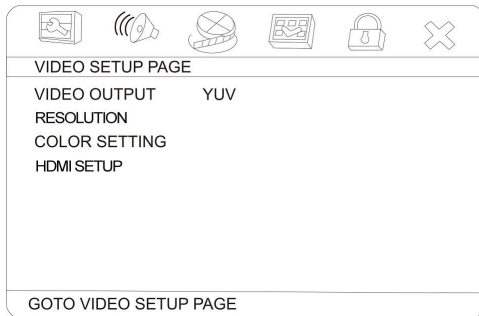 VIDEO SETUP PAGE
VIDEO OUTPUT YUV
RESOLUTION
COLOR SETTING
HDMI SETUP
GOTO VIDEO SETUP PAGE